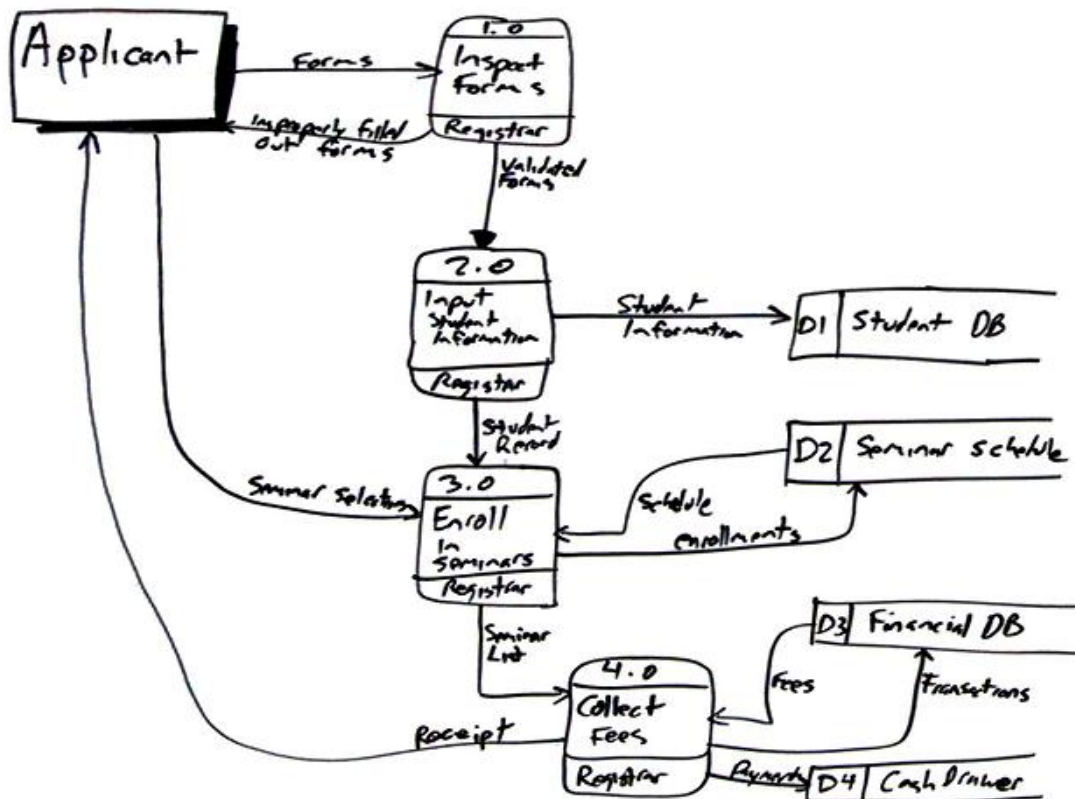 Applicant
Forms
1.0
Inspect
Forms
Registrar
Improperly Filled
Out forms
Validated
Forms
2.0
Input
Student
Information
Registrar
Student
Information
D1 Student DB
Student
Record
D2 Seminar Schedule
Seminar Selections
3.0
Enroll
In
Seminars
Registrar
Schedule
enrollments
Seminar
List
D3 Financial DB
4.0
Collect
Fees
Registrar
Fees
Transactions
Receipt
Payments
D4 Cash Drawer